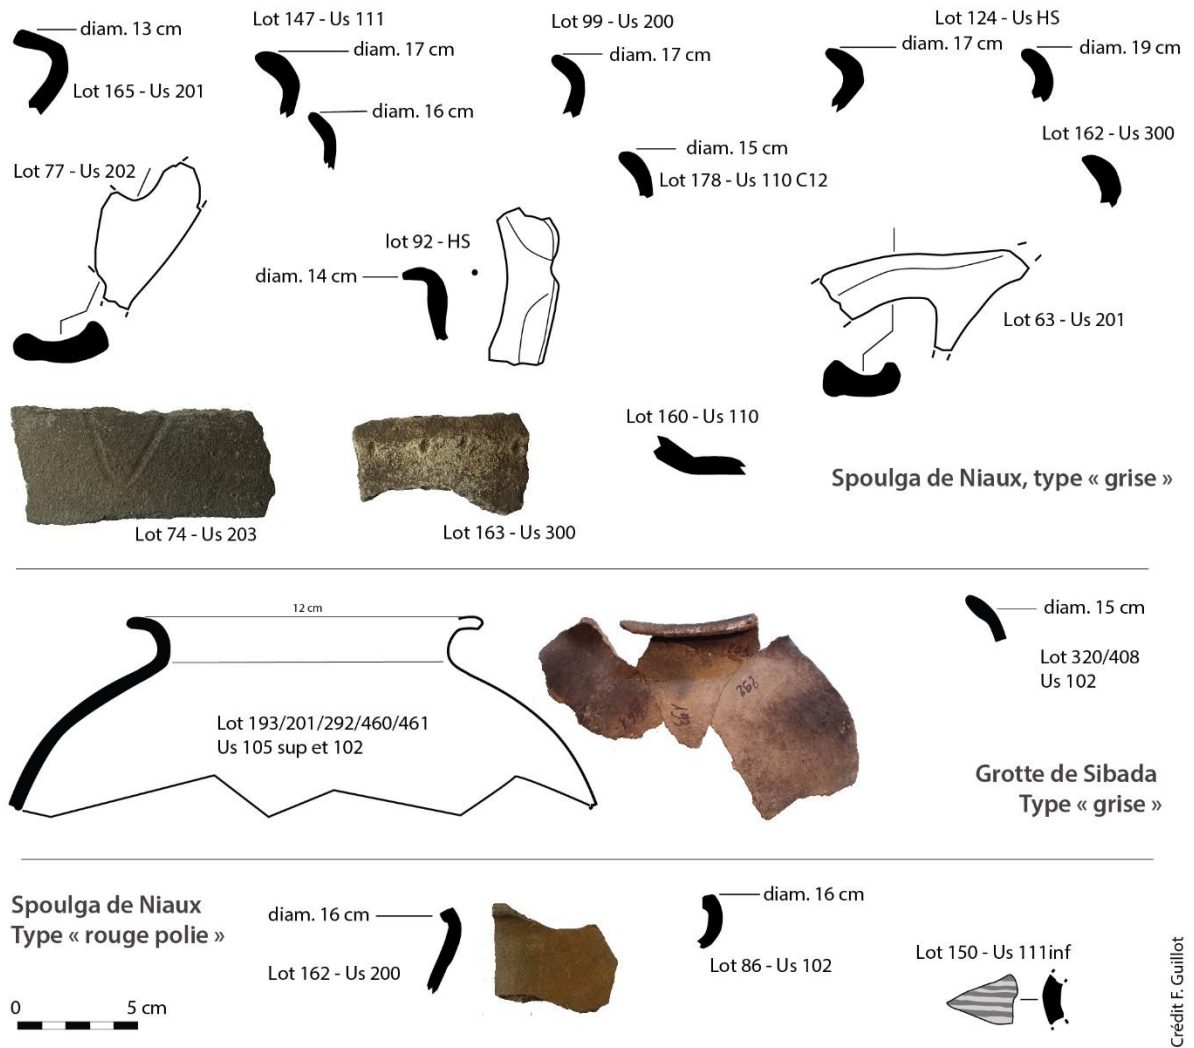 diam. 13 cm
Lot 165 - Us 201
Lot 147 - Us 111
diam. 17 cm
diam. 16 cm
Lot 99 - Us 200
diam. 17 cm
Lot 124 - Us HS
diam. 17 cm
diam. 19 cm
Lot 162 - Us 300
diam. 15 cm
Lot 178 - Us 110 C12
Lot 77 - Us 202
lot 92 - HS
diam. 14 cm
Lot 63 - Us 201
Lot 160 - Us 110
Spoulga de Niaux, type « grise »
Lot 74 - Us 203
Lot 163 - Us 300
12 cm
Lot 193/201/292/460/461
Us 105 sup et 102
292
193
diam. 15 cm
Lot 320/408
Us 102
Grotte de Sibada
Type « grise »
Spoulga de Niaux
Type « rouge polie »
diam. 16 cm
Lot 162 - Us 200
diam. 16 cm
Lot 86 - Us 102
Lot 150 - Us 111inf
0 5 cm
Crédit F. Guillot